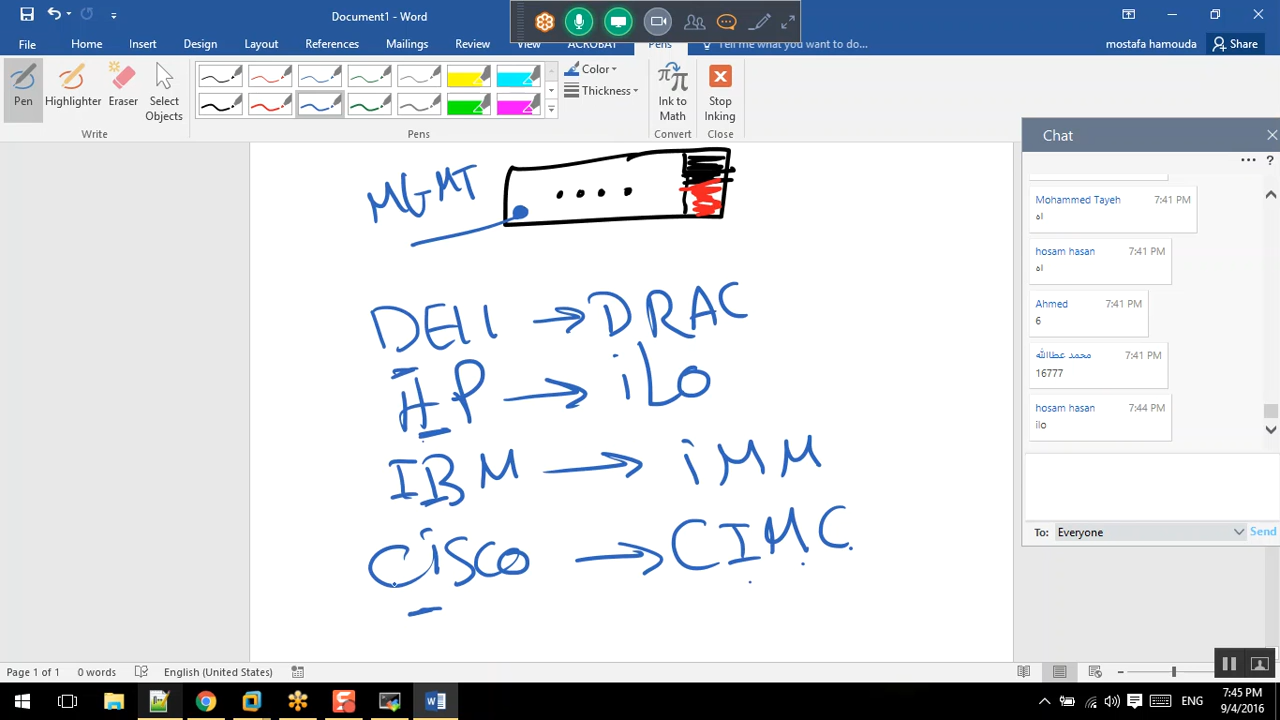 Document1 - Word
File
Home
Insert
Design
Layout
References
Mailings
Review
View
ACROBAT
Pens
Tell me what you want to do...
mostafa hamouda
Share
Pen
Highlighter
Eraser
Select Objects
Color
Thickness
Ink to Math
Stop Inking
Write
Pens
Convert
Close
MGMT
DELL → DRAC
HP → iLO
IBM → iMM
Cisco → CIMC
Chat
Mohammed Tayeh 7:41 PM
اه
hosam hasan 7:41 PM
اه
Ahmed 7:41 PM
6
محمد عطاالله 7:41 PM
16777
hosam hasan 7:44 PM
ilo
To: Everyone Send
Page 1 of 1 0 words English (United States)
ENG
7:45 PM
9/4/2016